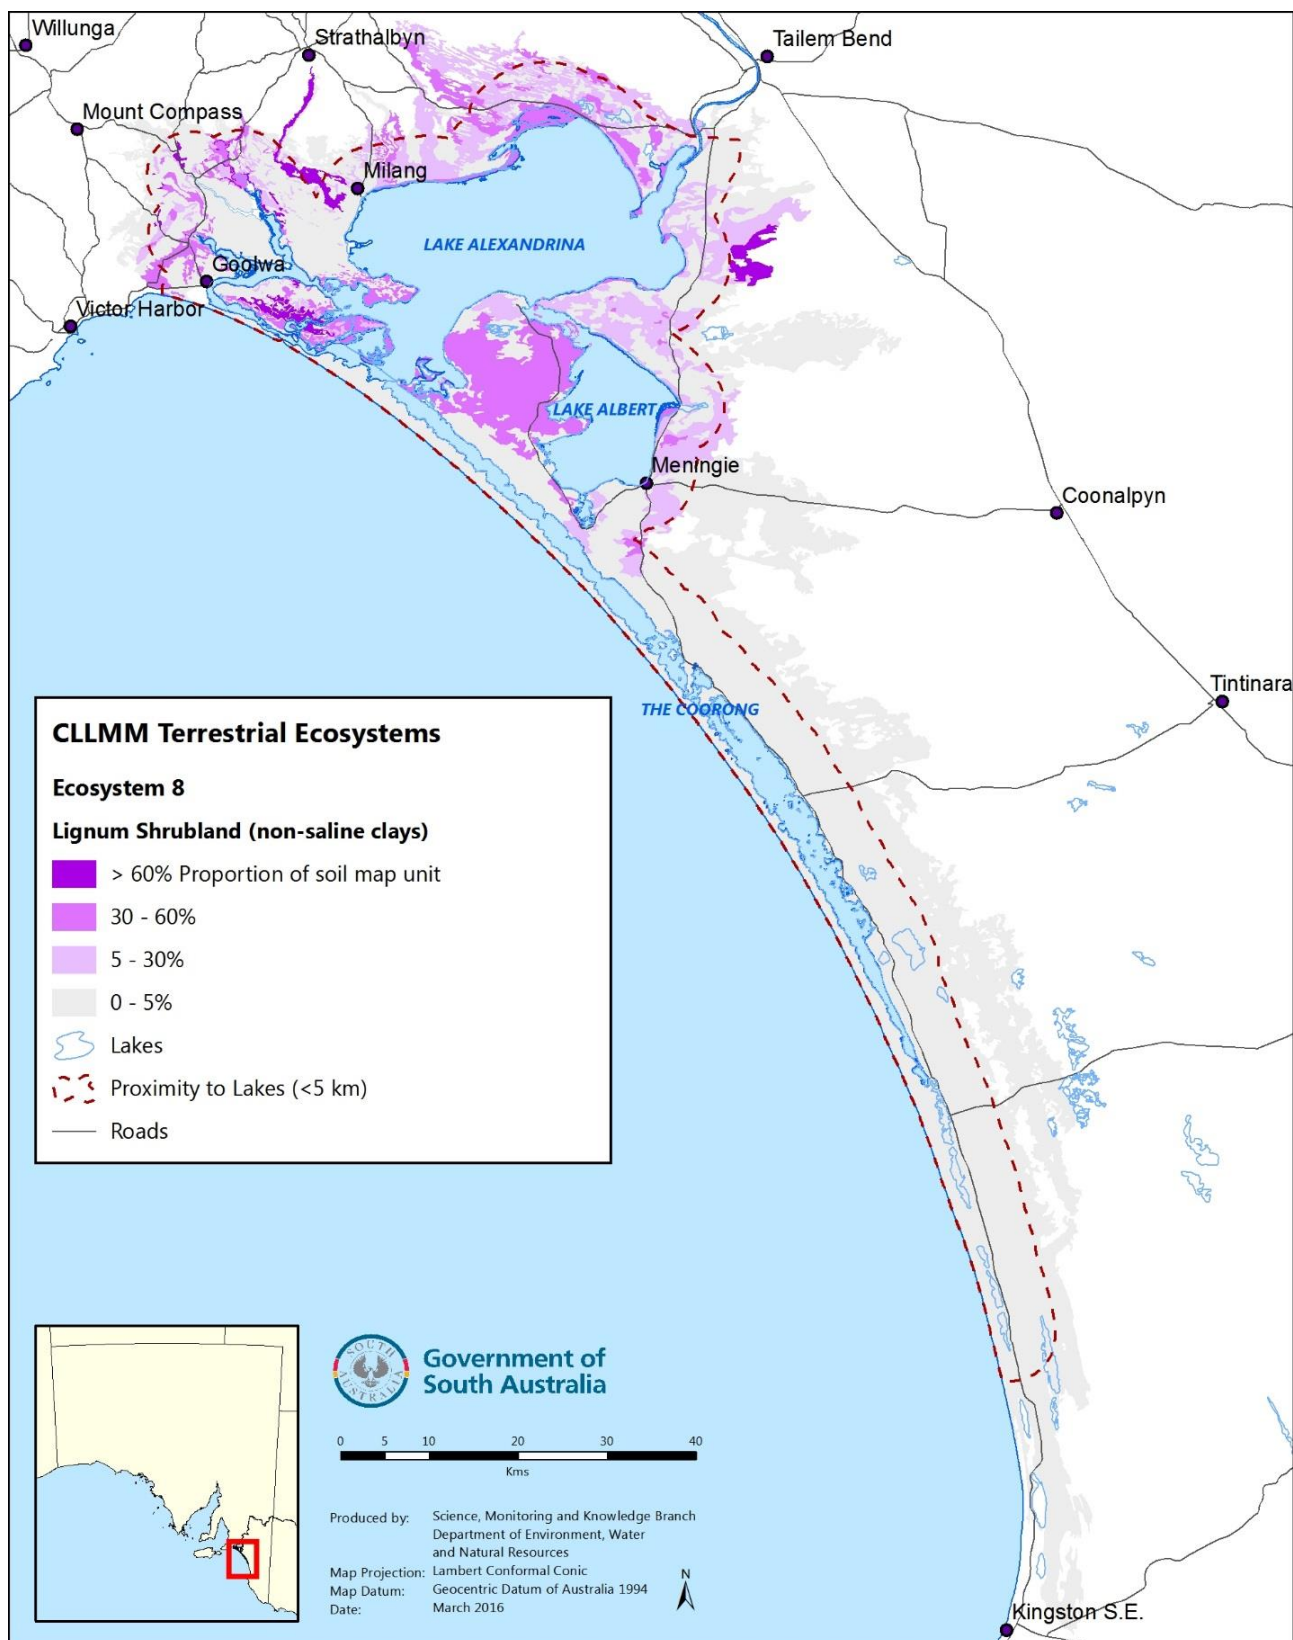 Willunga
Strathalbyn
Tailem Bend
Mount Compass
Milang
LAKE ALEXANDRINA
Goolwa
Victor Harbor
LAKE ALBERT
Meningie
Coonalpyn
Tintinara
THE COORONG
CLLMM Terrestrial Ecosystems
Ecosystem 8
Lignum Shrubland (non-saline clays)
> 60% Proportion of soil map unit
30 - 60%
5 - 30%
0 - 5%
Lakes
Proximity to Lakes (<5 km)
Roads
SOUTH AUSTRALIA
Government of
South Australia
0 5 10 20 30 40
Kms
Produced by: Science, Monitoring and Knowledge Branch
Department of Environment, Water
and Natural Resources
Map Projection: Lambert Conformal Conic
Map Datum: Geocentric Datum of Australia 1994
Date: March 2016
N
Kingston S.E.